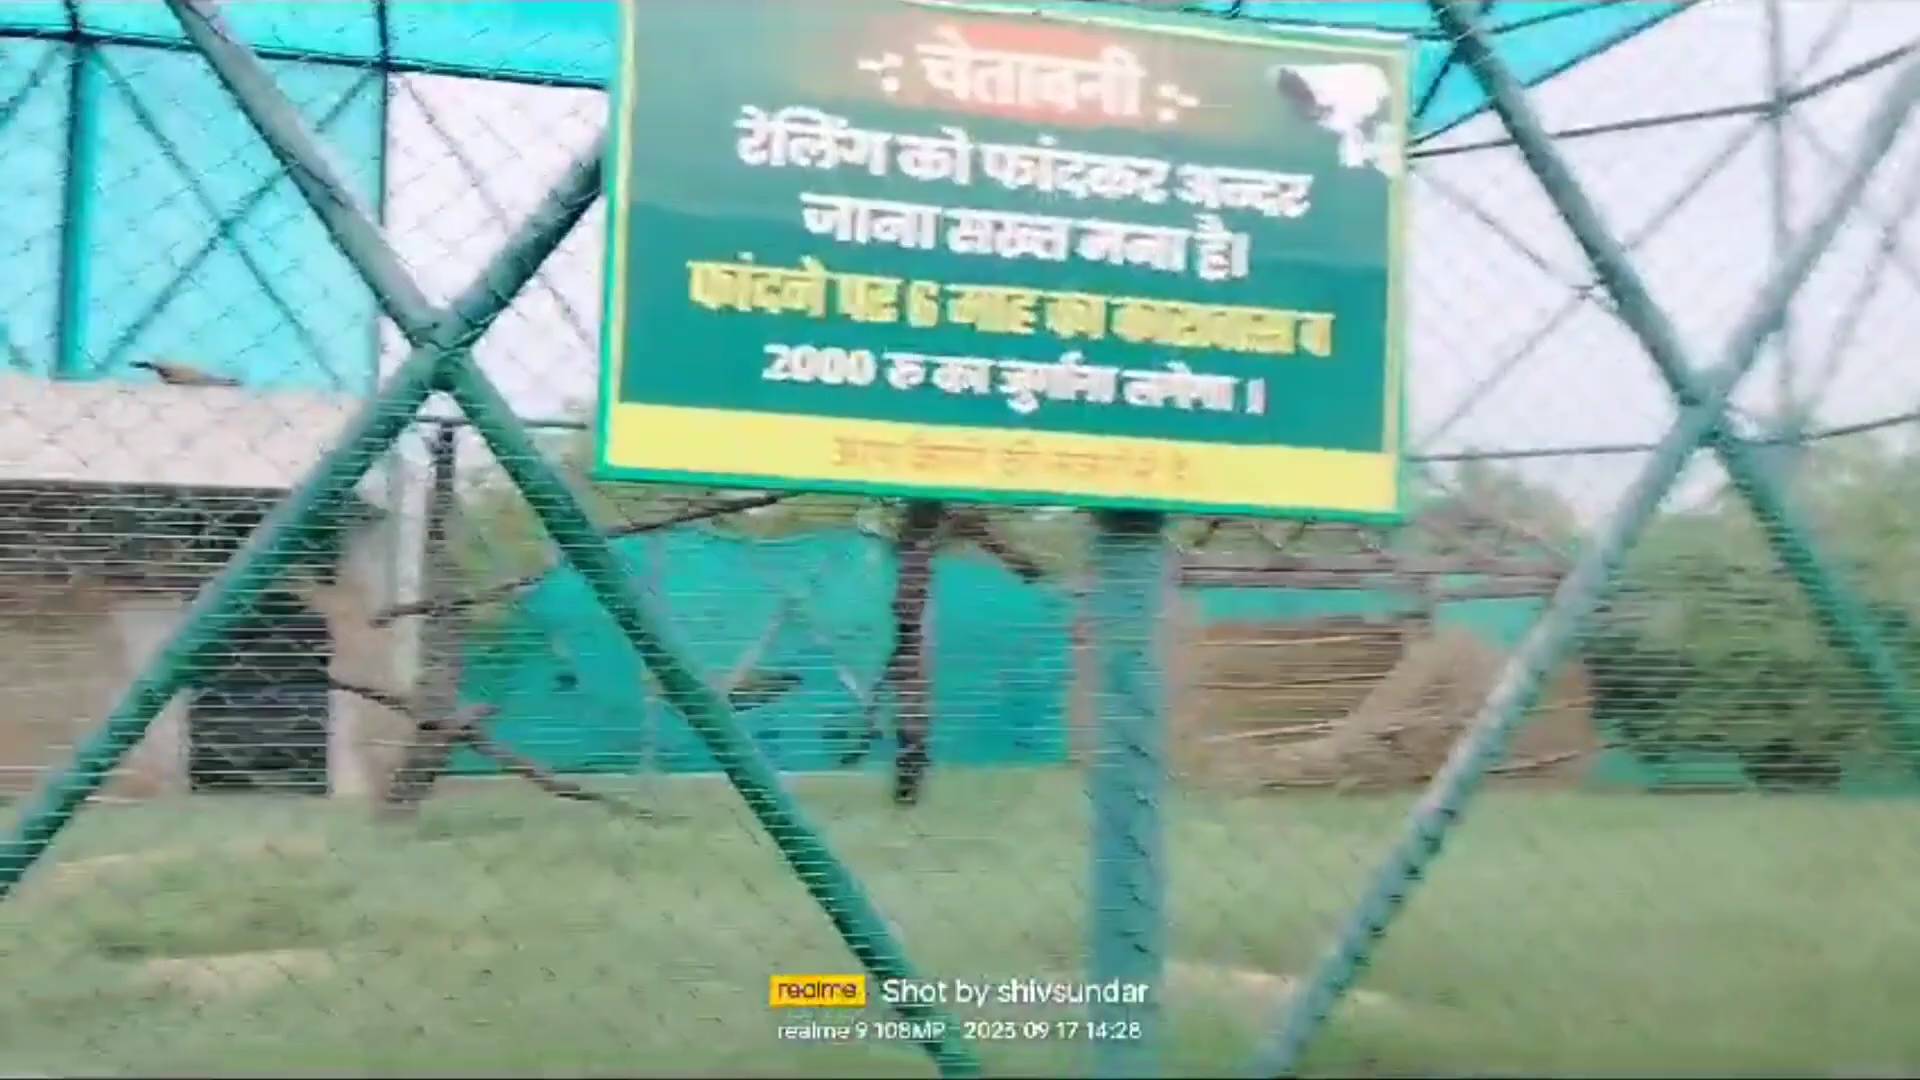 -: चेतावनी :-
रेलिंग को फांदकर अन्दर
जाना सख्त मना है।
फांदने पर 6 माह का कारावास व
2000 रु का जुर्माना लगेगा ।
realme Shot by shivsundar
realme 9 108MP 2023 09 17 14:28